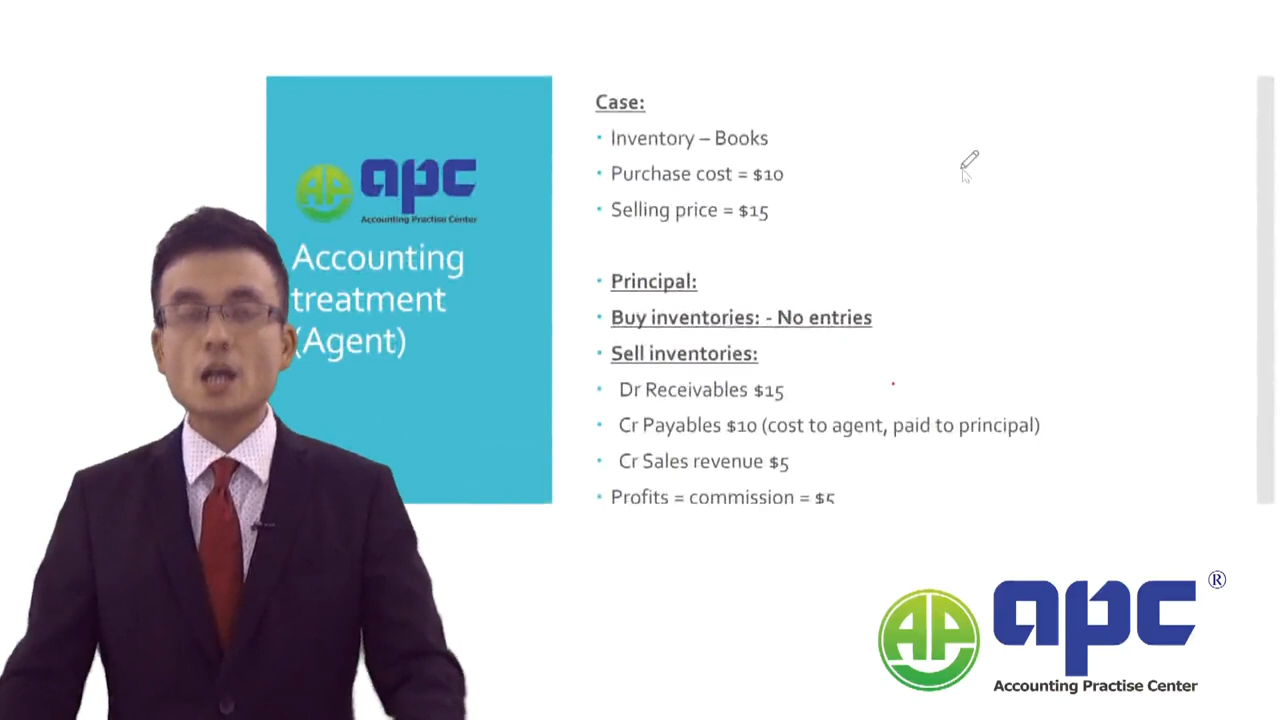 apc
Accounting Practise Center
Accounting
treatment
(Agent)
Case:
Inventory – Books
Purchase cost = $10
Selling price = $15
Principal:
Buy inventories: - No entries
Sell inventories:
Dr Receivables $15
Cr Payables $10 (cost to agent, paid to principal)
Cr Sales revenue $5
Profits = commission = $5
AP apc ®
Accounting Practise Center